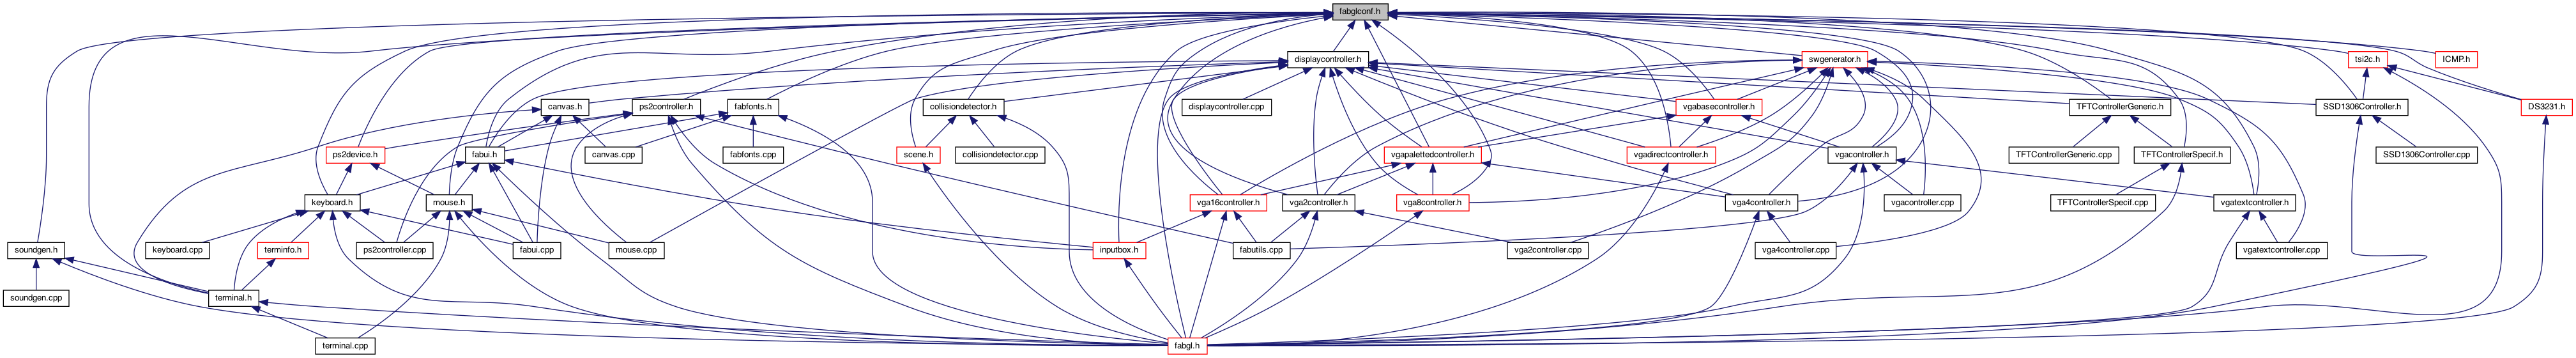 fabglconf.h
displaycontroller.h
swgenerator.h
tsi2c.h
ICMP.h
canvas.h
ps2controller.h
fabfonts.h
collisiondetector.h
displaycontroller.cpp
vgabasecontroller.h
TFTControllerGeneric.h
SSD1306Controller.h
DS3231.h
ps2device.h
fabui.h
canvas.cpp
fabfonts.cpp
scene.h
collisiondetector.cpp
vgapalettedcontroller.h
vgadirectcontroller.h
vgacontroller.h
TFTControllerGeneric.cpp
TFTControllerSpecif.h
SSD1306Controller.cpp
keyboard.h
mouse.h
vga16controller.h
vga2controller.h
vga8controller.h
vga4controller.h
vgacontroller.cpp
TFTControllerSpecif.cpp
vgatextcontroller.h
soundgen.h
keyboard.cpp
terminfo.h
ps2controller.cpp
fabui.cpp
mouse.cpp
inputbox.h
fabutils.cpp
vga2controller.cpp
vga4controller.cpp
vgatextcontroller.cpp
soundgen.cpp
terminal.h
terminal.cpp
fabgl.h